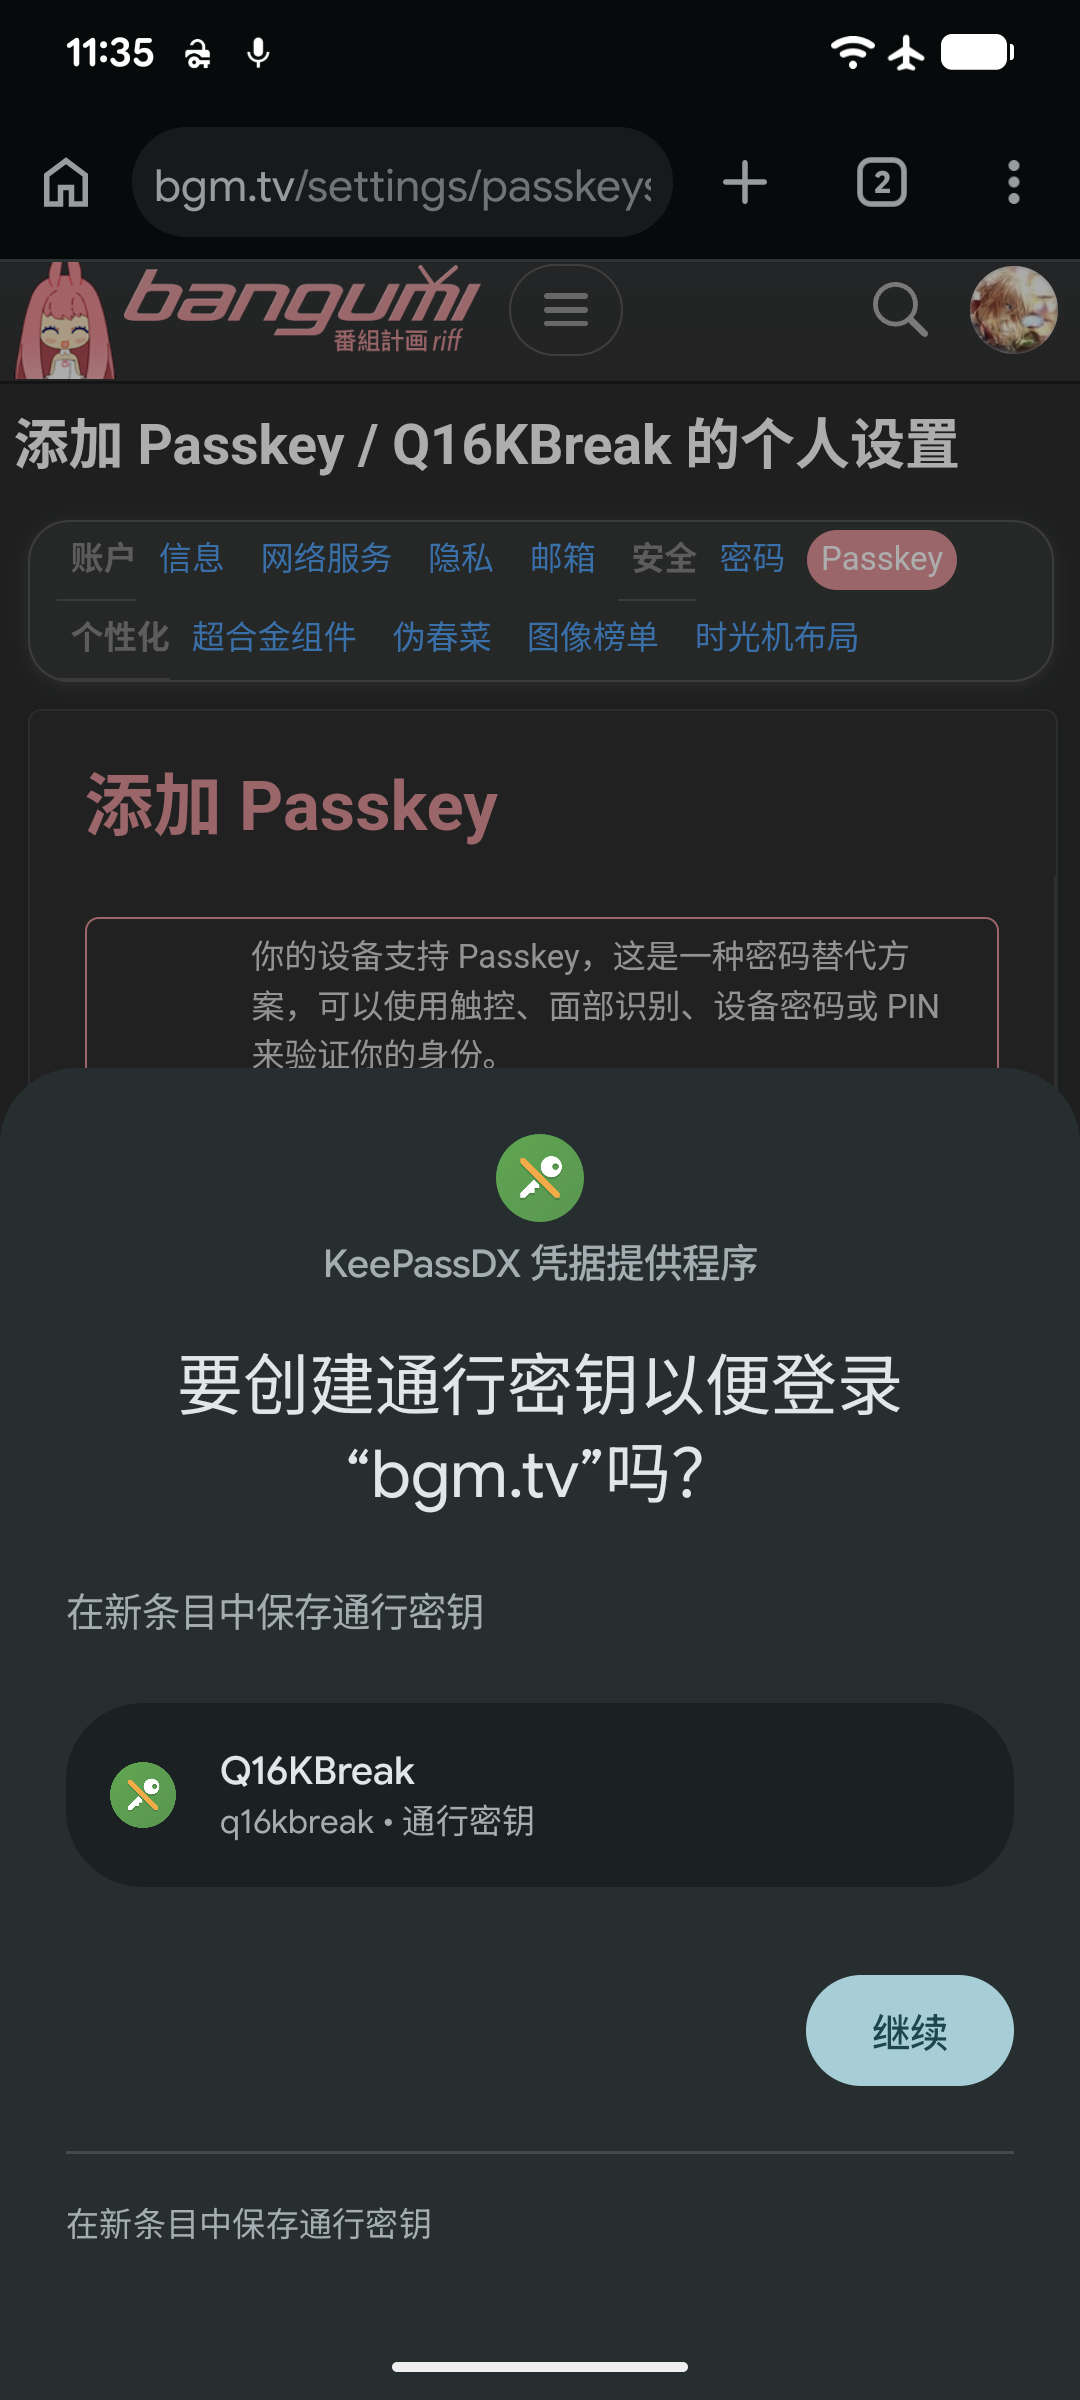 11:35
bgm.tv/settings/passkeys
2
bangumi
番組計画 riff
添加 Passkey / Q16KBreak 的个人设置
账户 信息 网络服务 隐私 邮箱 安全 密码 Passkey
个性化 超合金组件 伪春菜 图像榜单 时光机布局
添加 Passkey
你的设备支持 Passkey，这是一种密码替代方
案，可以使用触控、面部识别、设备密码或 PIN
来验证你的身份。
KeePassDX 凭据提供程序
要创建通行密钥以便登录
“bgm.tv”吗？
在新条目中保存通行密钥
Q16KBreak
q16kbreak • 通行密钥
继续
在新条目中保存通行密钥